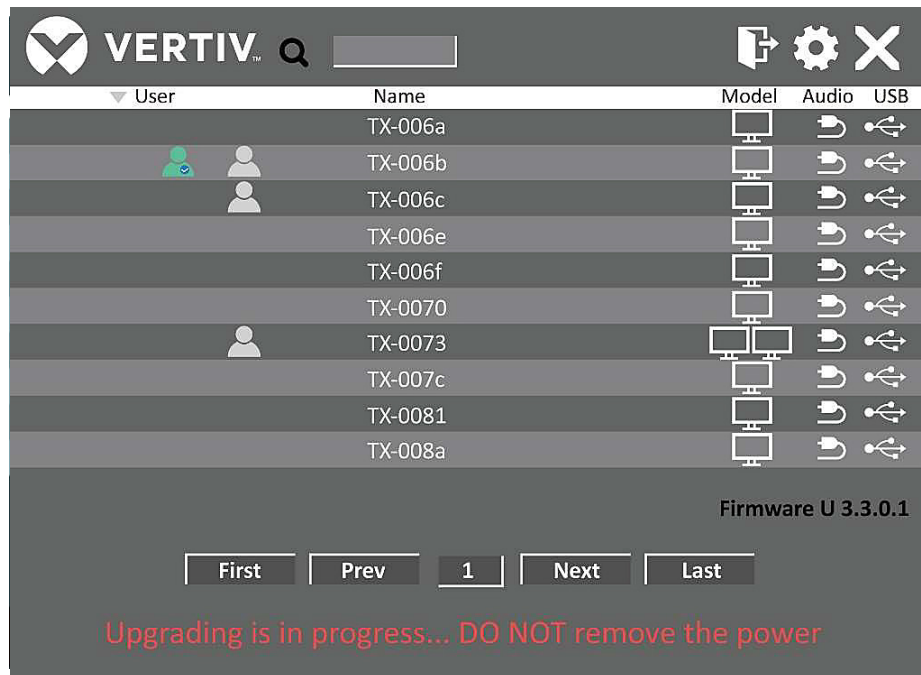 VERTIV™
User Name Model Audio USB
TX-006a
TX-006b
TX-006c
TX-006e
TX-006f
TX-0070
TX-0073
TX-007c
TX-0081
TX-008a
Firmware U 3.3.0.1
First Prev 1 Next Last
Upgrading is in progress... DO NOT remove the power